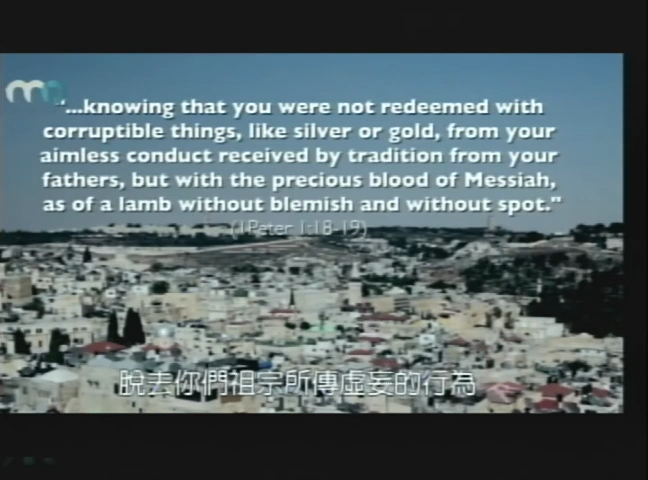 "...knowing that you were not redeemed with
corruptible things, like silver or gold, from your
aimless conduct received by tradition from your
fathers, but with the precious blood of Messiah,
as of a lamb without blemish and without spot."
(1Peter 1:18-19)
脫去你們祖宗所傳虛妄的行為